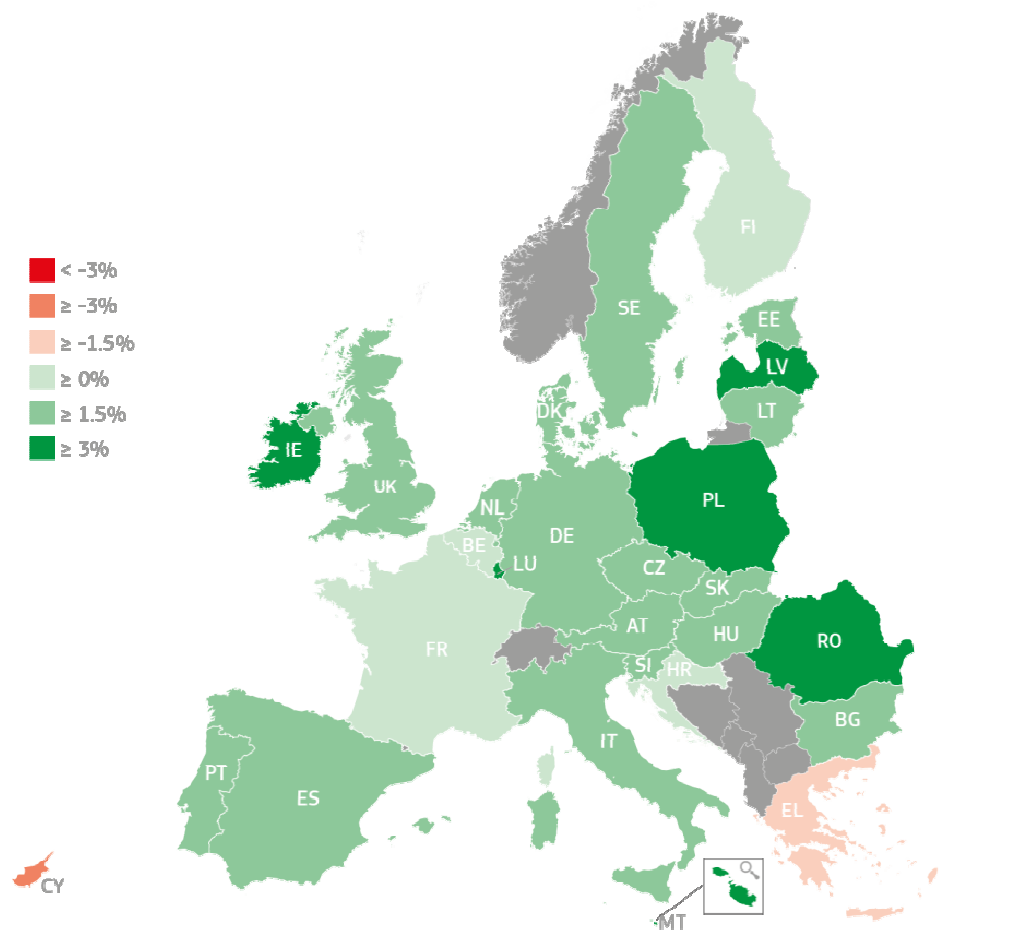 FI
SE
EE
< -3%
≥ -3%
≥ -1.5%
≥ 0%
≥ 1.5%
≥ 3%
LV
LT
DK
IE
UK
PL
NL
DE
BE
LU
CZ
SK
AT
HU
RO
FR
SI
HR
BG
IT
PT
ES
EL
CY
MT